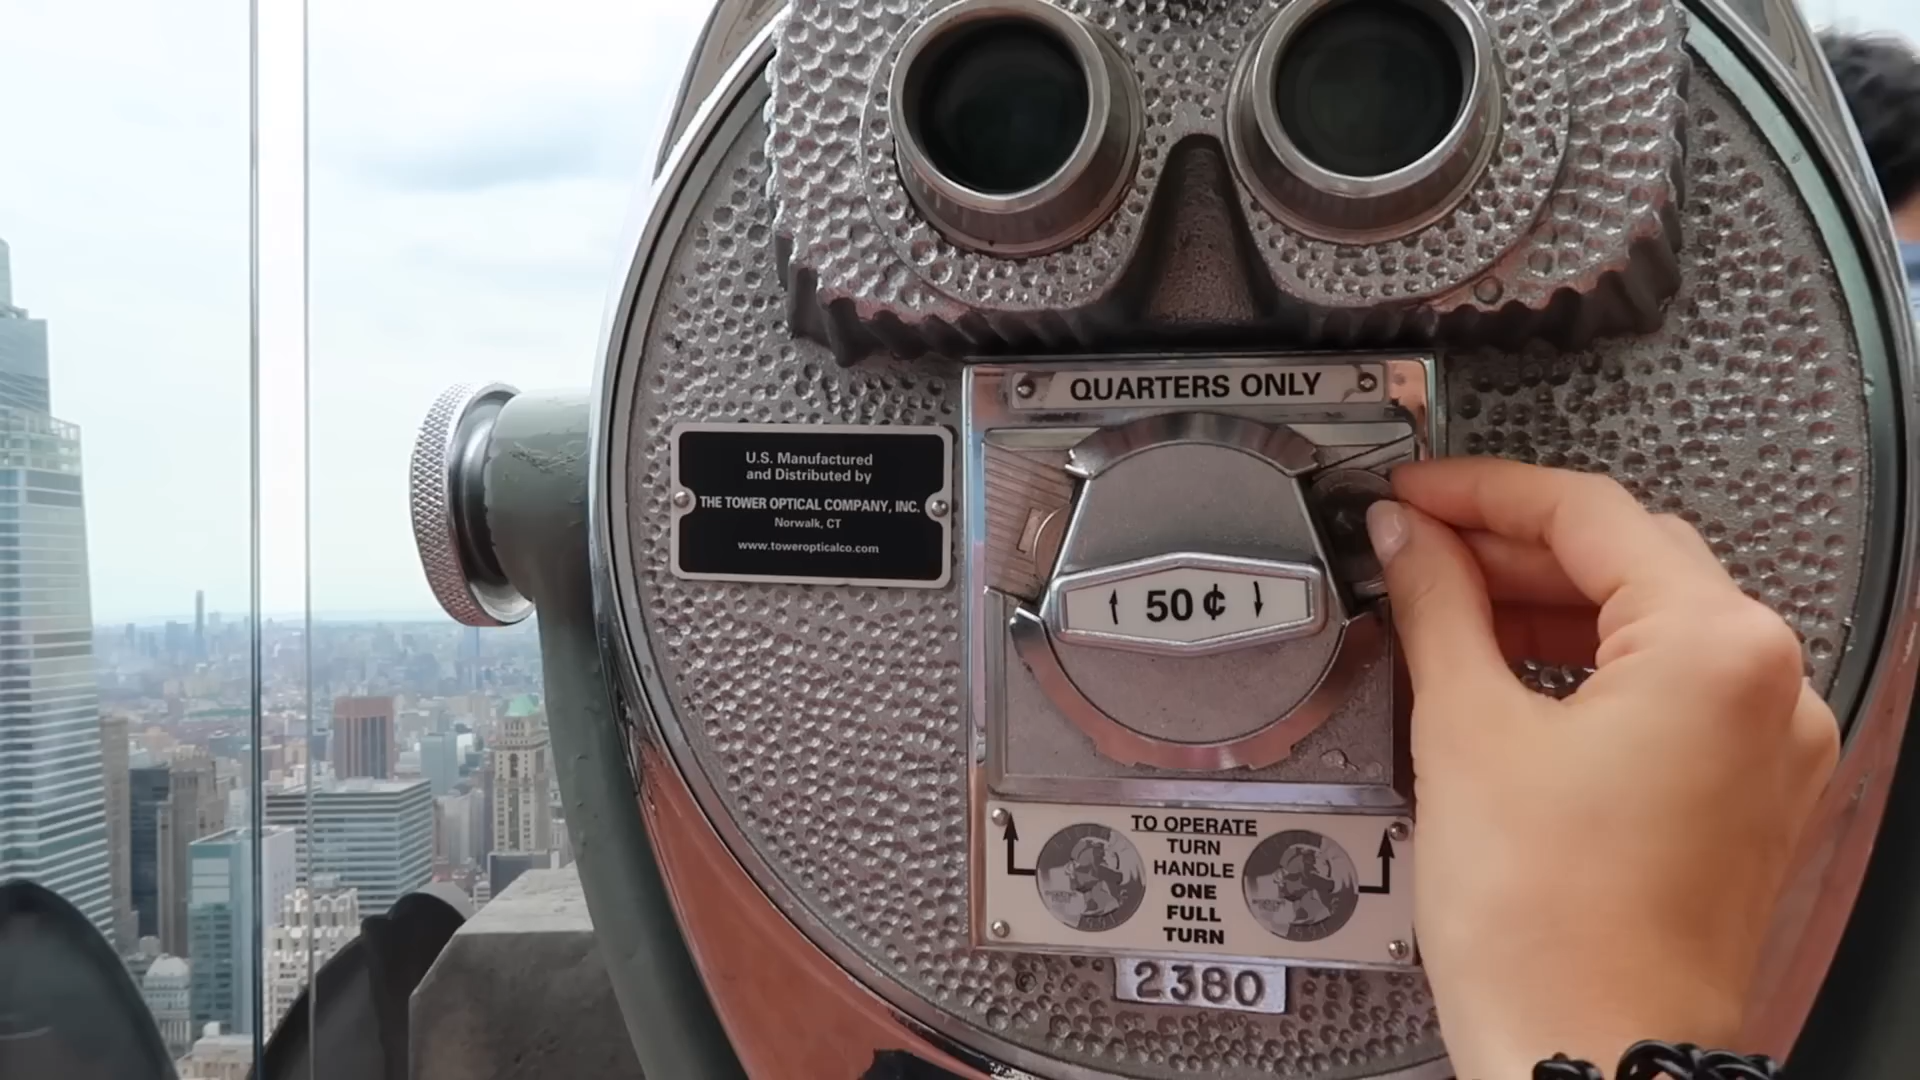 QUARTERS ONLY
U.S. Manufactured
and Distributed by
THE TOWER OPTICAL COMPANY, INC.
Norwalk, CT
www.toweropticalco.com
↑ 50¢ ↓
TO OPERATE
TURN
HANDLE
ONE
FULL
TURN
2380